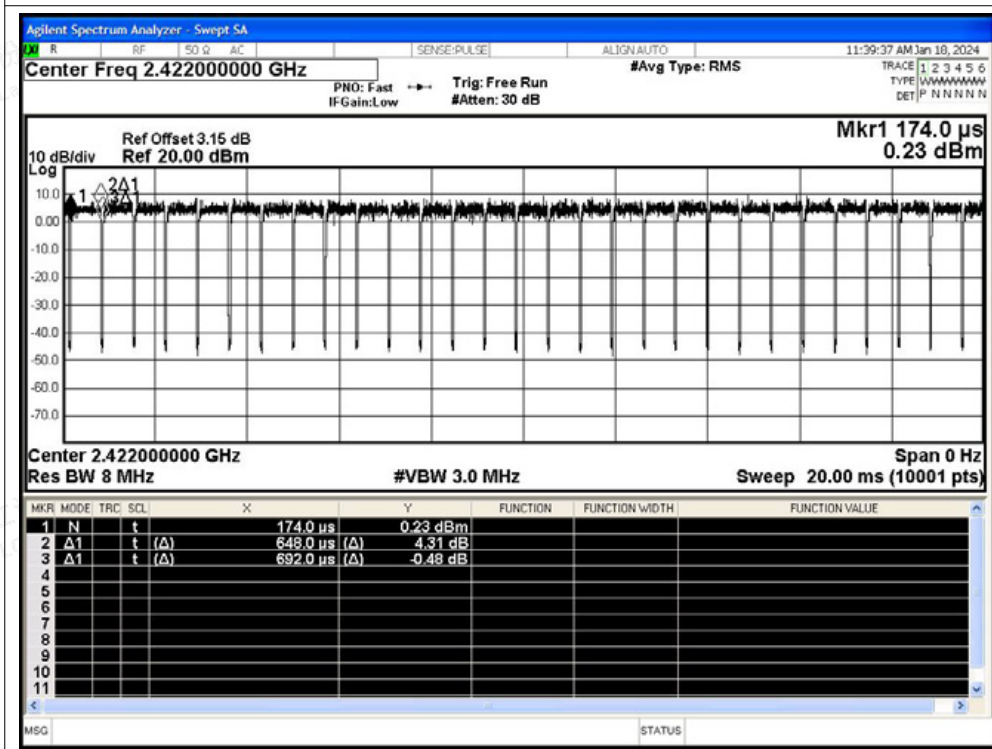 Agilent Spectrum Analyzer - Swept SA
R RF 50 Ω AC SENSE:PULSE ALIGN AUTO 11:39:37 AM Jan 18, 2024
Center Freq 2.422000000 GHz #Avg Type: RMS TRACE 1 2 3 4 5 6
PNO: Fast Trig: Free Run TYPE WWWWWW
IFGain:Low #Atten: 30 dB DET P N N N N N
Mkr1 174.0 µs
Ref Offset 3.15 dB
10 dB/div Ref 20.00 dBm 0.23 dBm
Log
10.0
1 2Δ1
3Δ1
0.00
-10.0
-20.0
-30.0
-40.0
-50.0
-60.0
-70.0
Center 2.422000000 GHz Span 0 Hz
Res BW 8 MHz #VBW 3.0 MHz Sweep 20.00 ms (10001 pts)
MKR MODE TRC SCL X Y FUNCTION FUNCTION WIDTH FUNCTION VALUE
1 N t 174.0 µs 0.23 dBm
2 Δ1 t (Δ) 648.0 µs (Δ) 4.31 dB
3 Δ1 t (Δ) 692.0 µs (Δ) -0.48 dB
4
5
6
7
8
9
10
11
MSG STATUS